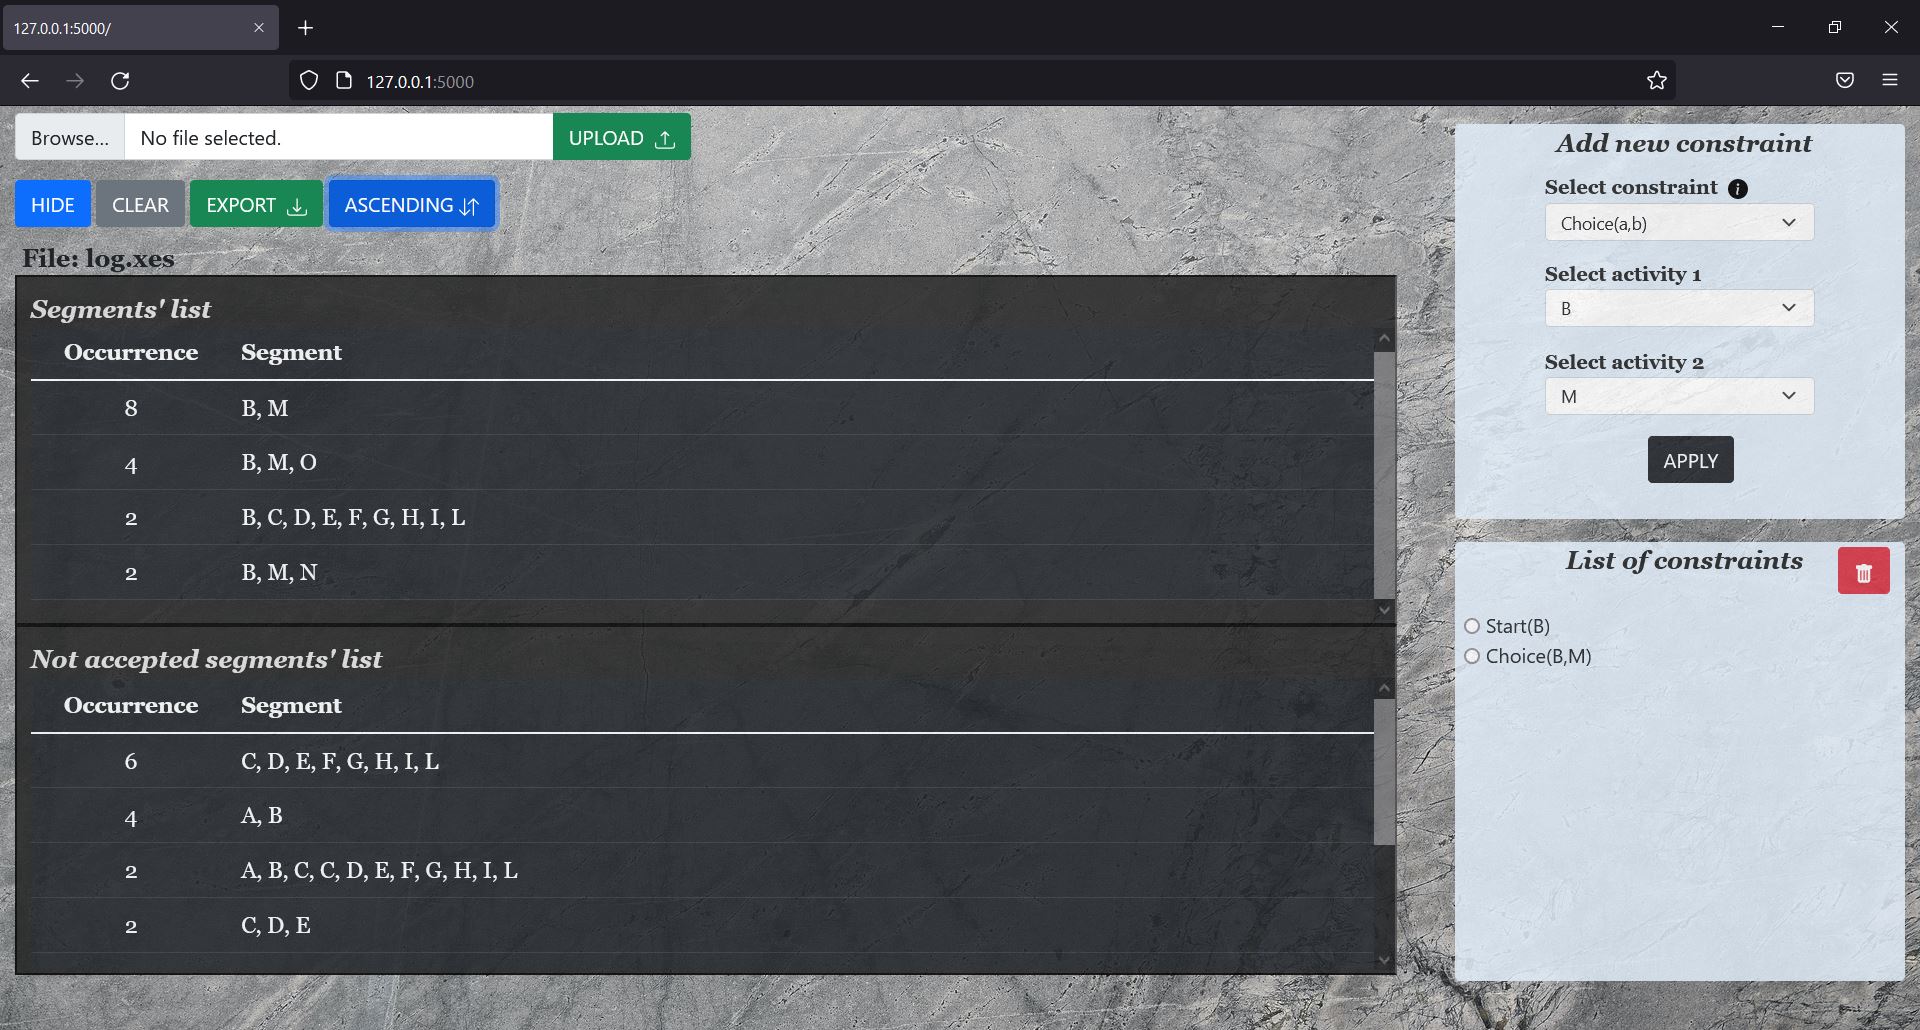 127.0.0.1:5000/
127.0.0.1:5000
Browse... No file selected. UPLOAD
HIDE CLEAR EXPORT ASCENDING
File: log.xes
Segments' list
Occurrence Segment
8 B, M
4 B, M, O
2 B, C, D, E, F, G, H, I, L
2 B, M, N
Not accepted segments' list
Occurrence Segment
6 C, D, E, F, G, H, I, L
4 A, B
2 A, B, C, C, D, E, F, G, H, I, L
2 C, D, E
Add new constraint
Select constraint i
Choice(a,b)
Select activity 1
B
Select activity 2
M
APPLY
List of constraints
Start(B)
Choice(B,M)